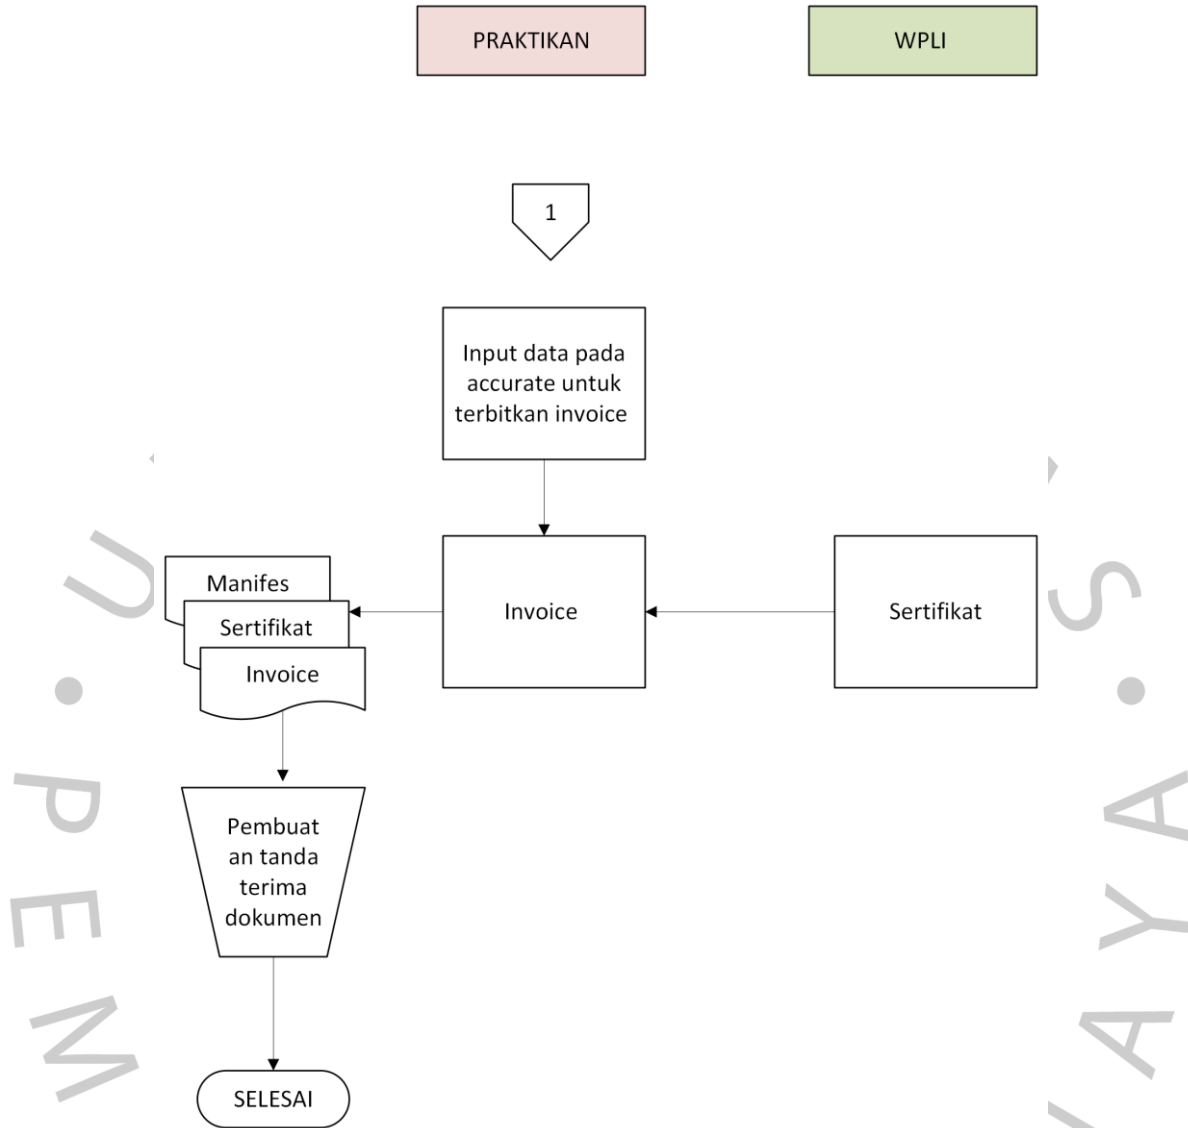 PRAKTIKAN
WPLI
1
Input data pada
accurate untuk
terbitkan invoice
Manifes
Sertifikat
Invoice
Invoice
Sertifikat
Pembuat
an tanda
terima
dokumen
SELESAI
U • P E M
S • A Y A J